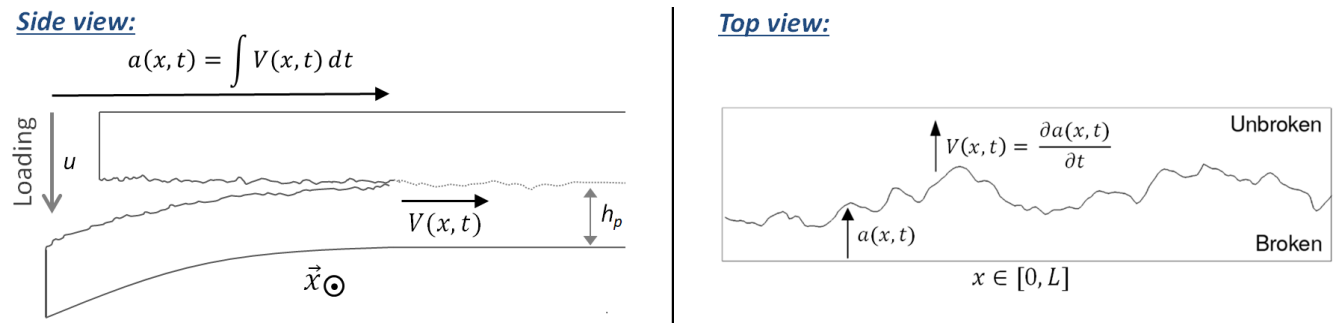 Side view:
a(x, t) = ∫ V(x, t) dt
Loading
u
V(x, t)
h_p
x⃗
Top view:
Unbroken
V(x, t) = ∂a(x, t)/∂t
a(x, t)
Broken
x ∈ [0, L]